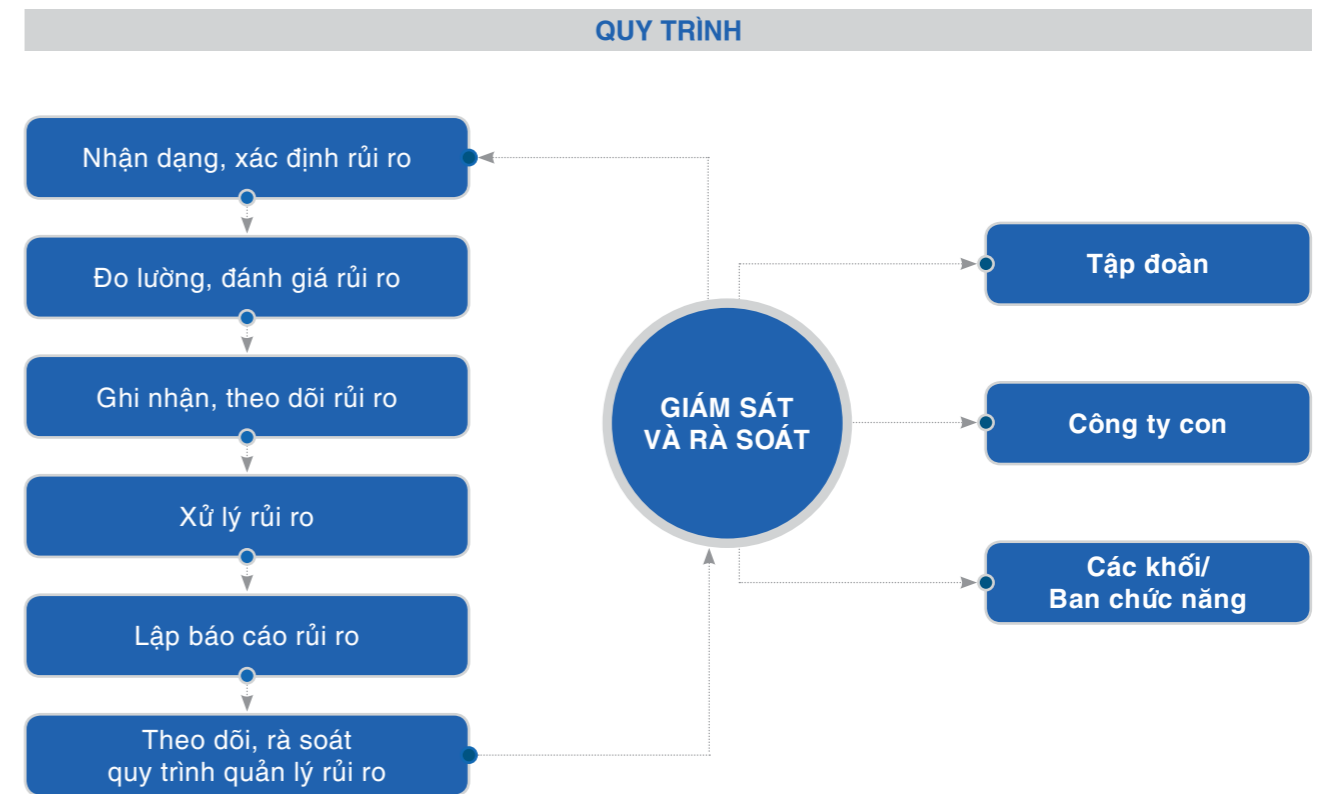 QUY TRÌNH
Nhận dạng, xác định rủi ro
Đo lường, đánh giá rủi ro
Ghi nhận, theo dõi rủi ro
Xử lý rủi ro
Lập báo cáo rủi ro
Theo dõi, rà soát
quy trình quản lý rủi ro
GIÁM SÁT
VÀ RÀ SOÁT
Tập đoàn
Công ty con
Các khối/
Ban chức năng